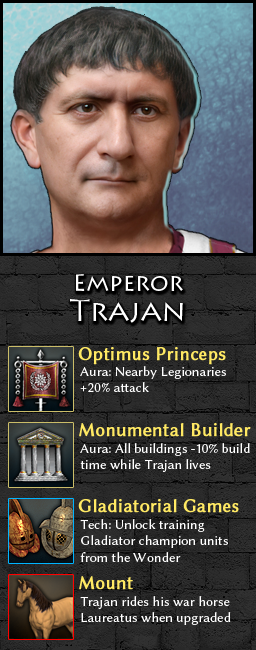 Emperor
Trajan
Optimus Princeps
Aura: Nearby Legionaries
+20% attack
Monumental Builder
Aura: All buildings -10% build
time while Trajan lives
Gladiatorial Games
Tech: Unlock training
Gladiator champion units
from the Wonder
Mount
Trajan rides his war horse
Laureatus when upgraded